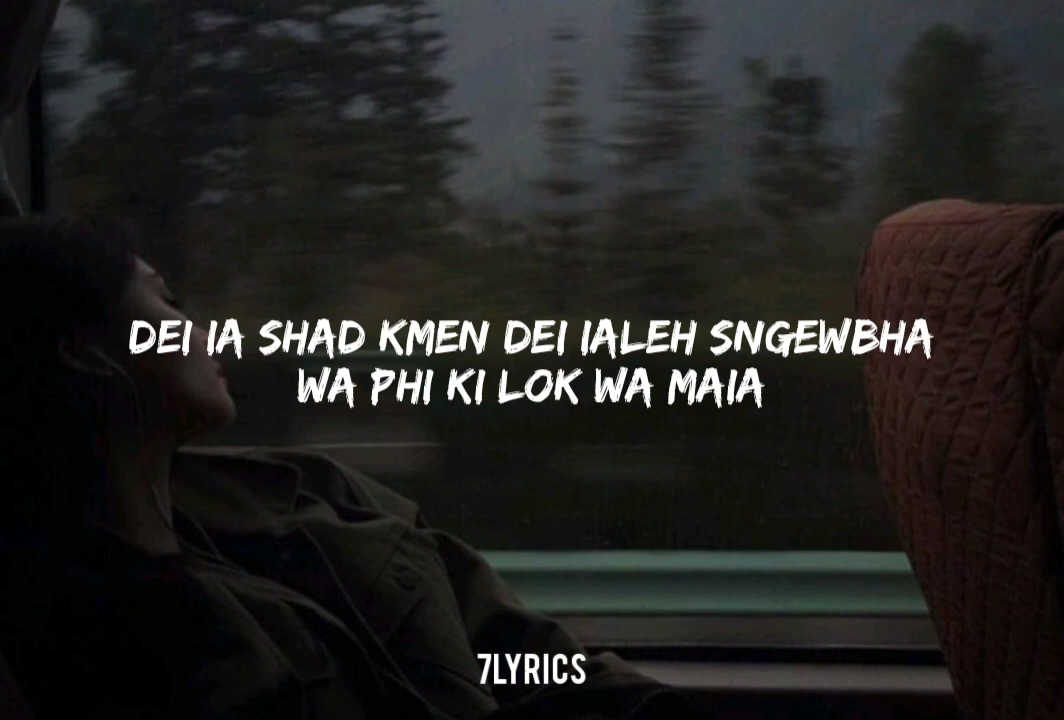 DEI IA SHAD KMEN DEI IALEH SNGEWBHA
WA PHI KI LOK WA MAIA
7LYRICS